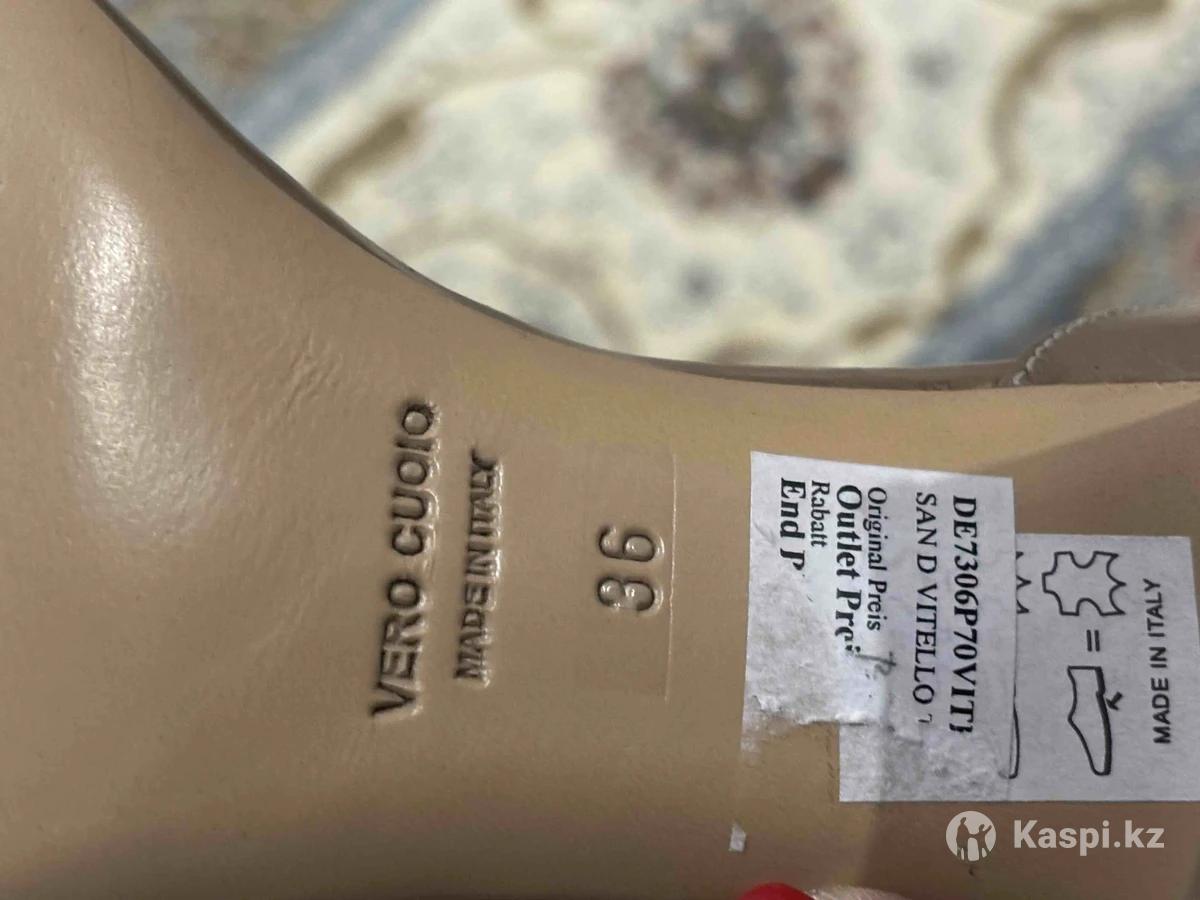 VERO CUOIO
MADE IN ITALY
36
DE7306P70VIT
SAN D VITELLO
Original Preis
Outlet Prei
Rabatt
End P
=
MADE IN ITALY
Kaspi.kz